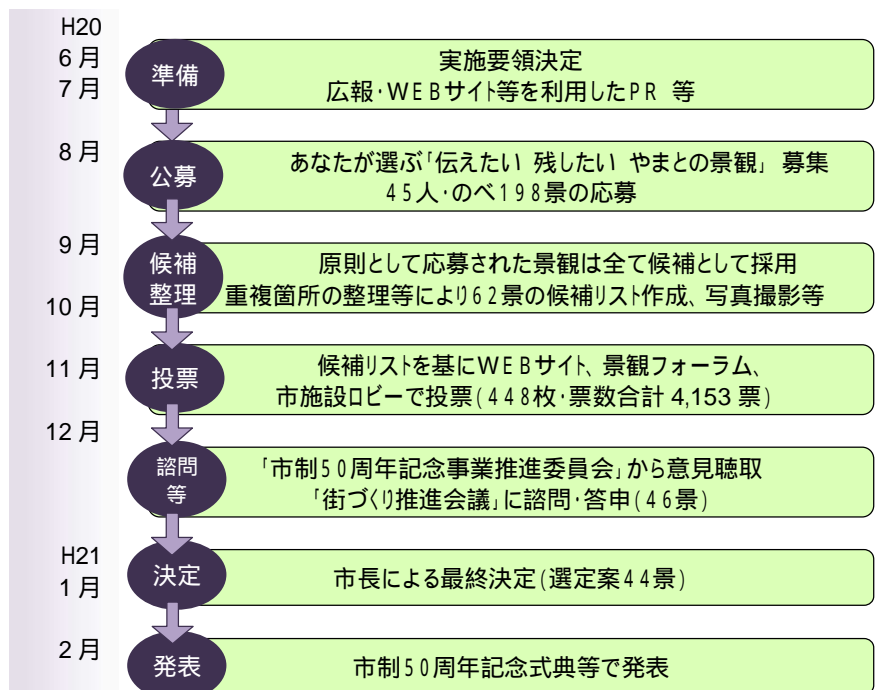 H20
6月
7月
準備
実施要領決定
広報・WEBサイト等を利用したPR 等
8月
公募
あなたが選ぶ「伝えたい 残したい やまとの景観」 募集
45人・のべ198景の応募
9月
10月
候補
整理
原則として応募された景観は全て候補として採用
重複箇所の整理等により62景の候補リスト作成、写真撮影等
11月
投票
候補リストを基にWEBサイト、景観フォーラム、
市施設ロビーで投票(448枚・票数合計 4,153 票)
12月
諮問
等
「市制50周年記念事業推進委員会」から意見聴取
「街づくり推進会議」に諮問・答申(46景)
H21
1月
決定
市長による最終決定(選定案44景)
2月
発表
市制50周年記念式典等で発表